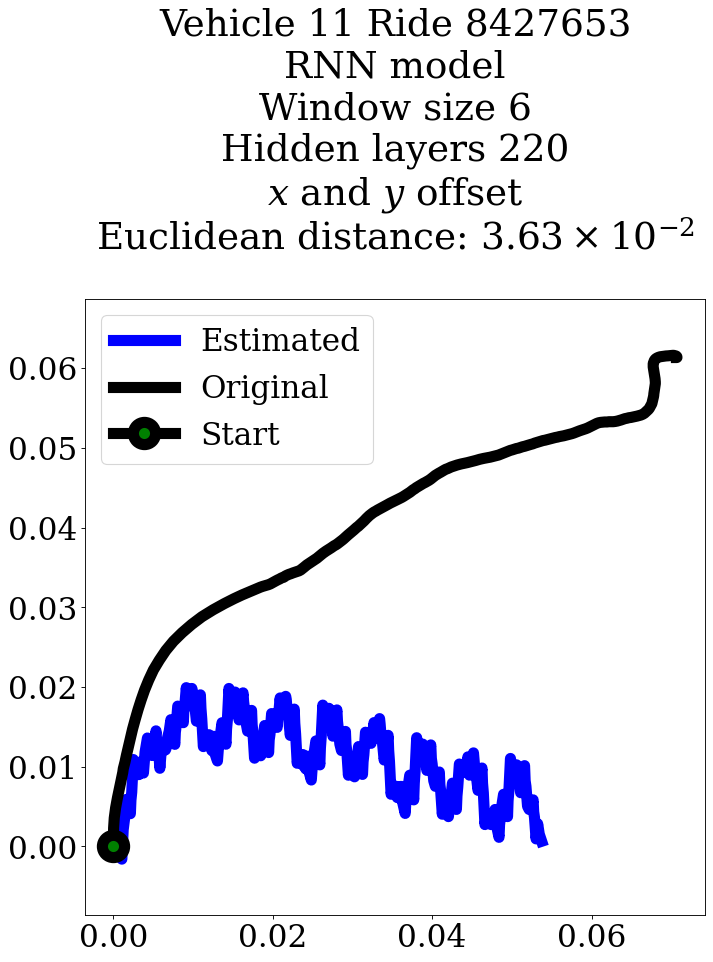 Vehicle 11 Ride 8427653
RNN model
Window size 6
Hidden layers 220
x and y offset
Euclidean distance: 3.63 × 10⁻²
Estimated
Original
Start
0.06
0.05
0.04
0.03
0.02
0.01
0.00
0.00 0.02 0.04 0.06